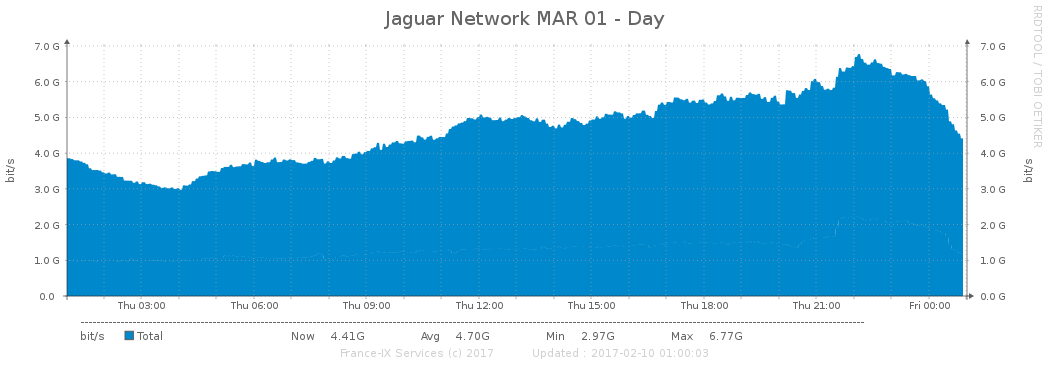 Jaguar Network MAR 01 - Day
RRDTOOL / TOBI OETIKER
bit/s
7.0 G
6.0 G
5.0 G
4.0 G
3.0 G
2.0 G
1.0 G
0.0
7.0 G
6.0 G
5.0 G
4.0 G
3.0 G
2.0 G
1.0 G
0.0 G
bit/s
Thu 03:00 Thu 06:00 Thu 09:00 Thu 12:00 Thu 15:00 Thu 18:00 Thu 21:00 Fri 00:00
bit/s Total Now 4.41G Avg 4.70G Min 2.97G Max 6.77G
France-IX Services (c) 2017 Updated : 2017-02-10 01:00:03